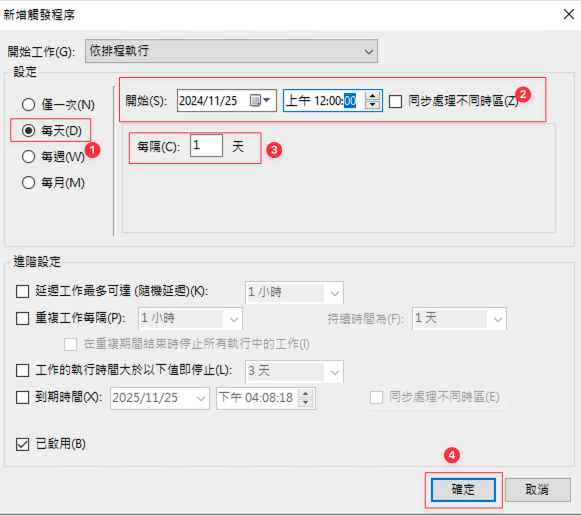 新增觸發程序
開始工作(G): 依排程執行
設定
僅一次(N)
每天(D)
每週(W)
每月(M)
1
開始(S): 2024/11/25 上午 12:00:00 同步處理不同時區(Z)
2
每隔(C): 1 天
3
進階設定
延遲工作最多可達 (隨機延遲)(K): 1 小時
重複工作每隔(P): 1 小時 持續時間為(F): 1 天
在重複期間結束時停止所有執行中的工作(I)
工作的執行時間大於以下值即停止(L): 3 天
到期時間(X): 2025/11/25 下午 04:08:18 同步處理不同時區(E)
已啟用(B)
4
確定 取消